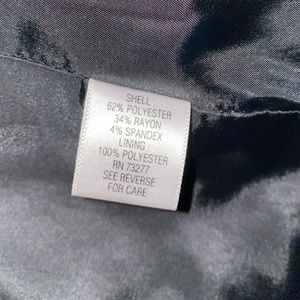 SHELL
62% POLYESTER
34% RAYON
4% SPANDEX
LINING
100% POLYESTER
RN 73277
SEE REVERSE
FOR CARE